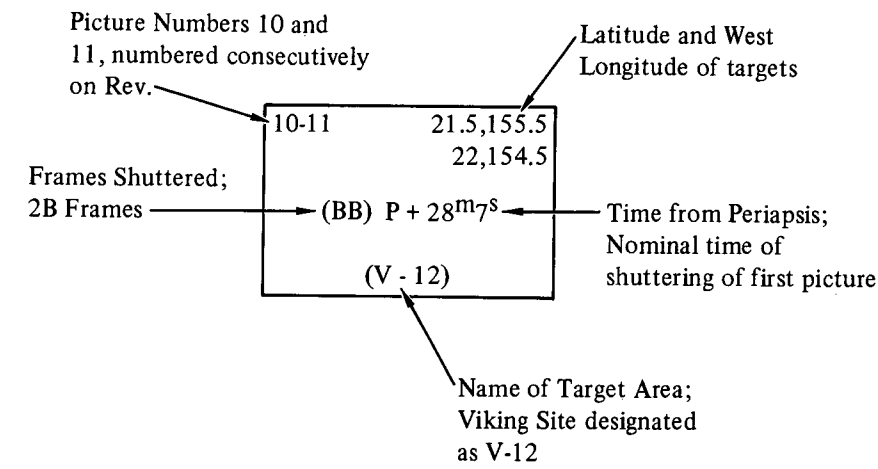 Picture Numbers 10 and
11, numbered consecutively
on Rev.
Latitude and West
Longitude of targets
10-11 21.5,155.5
22,154.5
Frames Shuttered;
2B Frames
(BB) P + 28ᵐ7ˢ
Time from Periapsis;
Nominal time of
shuttering of first picture
(V - 12)
Name of Target Area;
Viking Site designated
as V-12